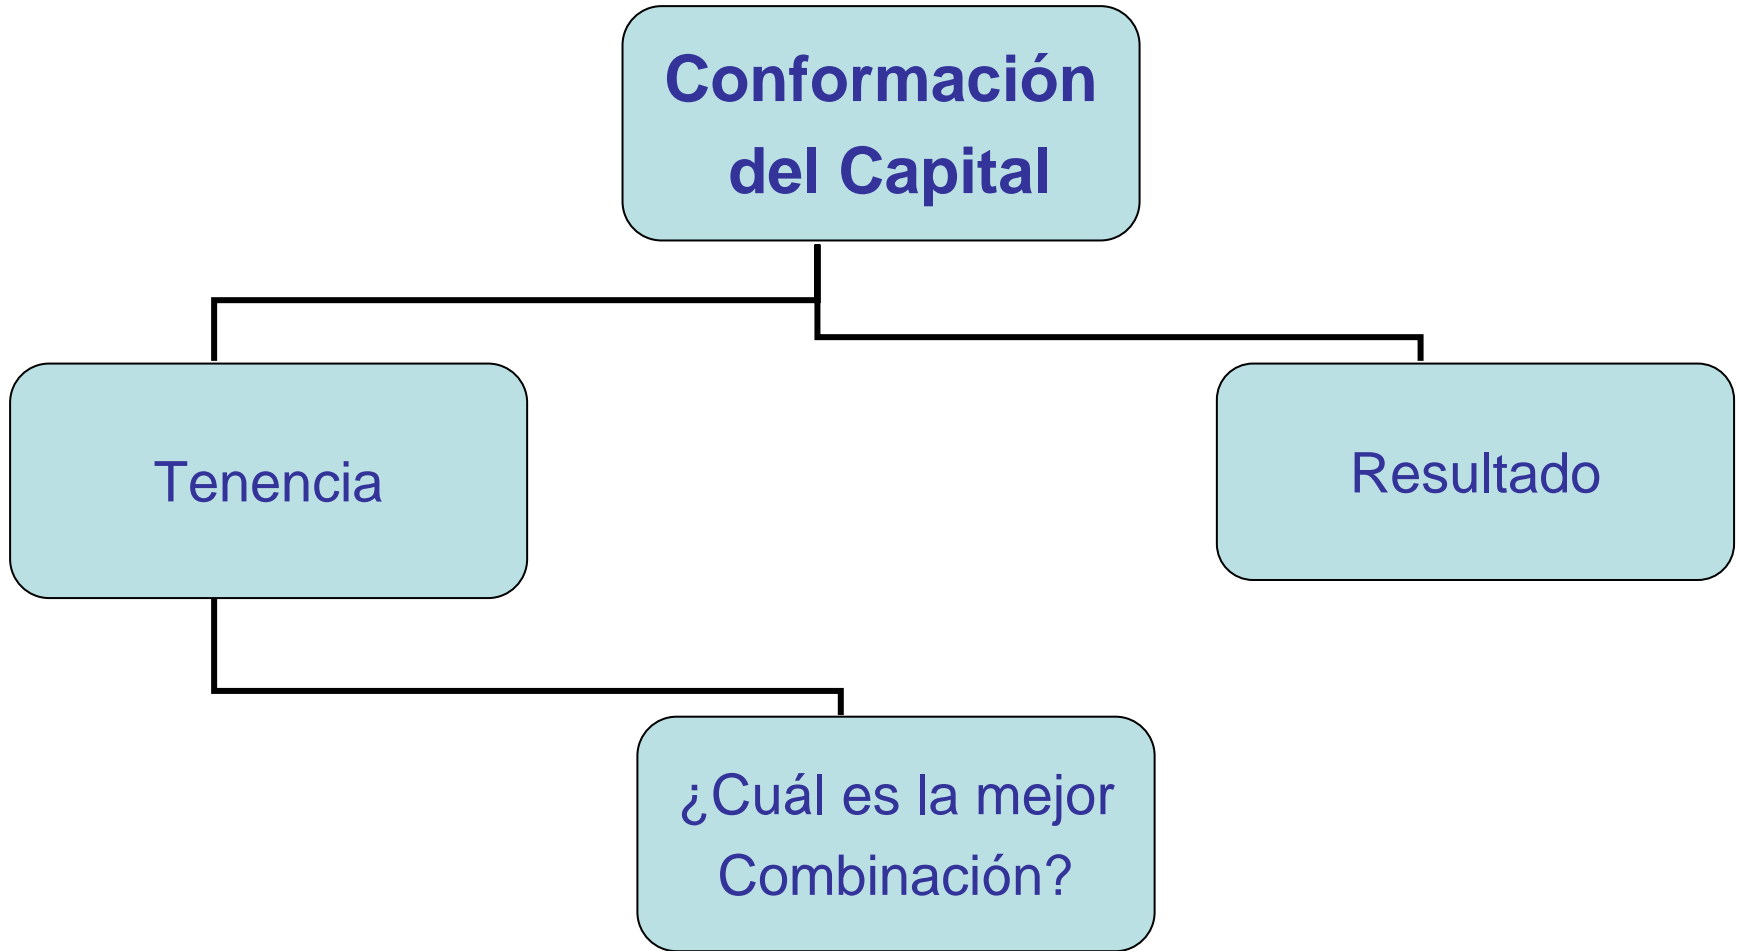 Conformación
del Capital
Tenencia
Resultado
¿Cuál es la mejor
Combinación?